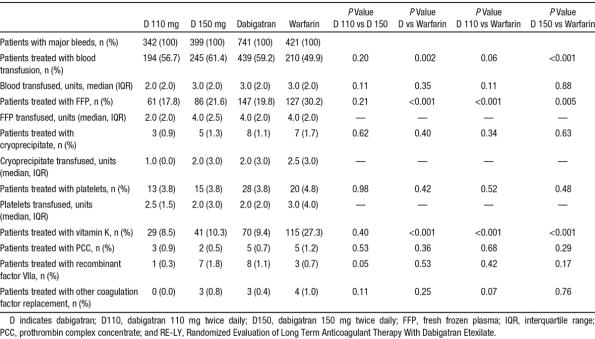 P Value P Value P Value P Value
D 110 mg D 150 mg Dabigatran Warfarin D 110 vs D 150 D vs Warfarin D 110 vs Warfarin D 150 vs Warfarin
Patients with major bleeds, n (%) 342 (100) 399 (100) 741 (100) 421 (100)
Patients treated with blood transfusion, n (%) 194 (56.7) 245 (61.4) 439 (59.2) 210 (49.9) 0.20 0.002 0.06 <0.001
Blood transfused, units, median (IQR) 2.0 (2.0) 3.0 (2.0) 3.0 (2.0) 3.0 (2.0) 0.11 0.35 0.11 0.88
Patients treated with FFP, n (%) 61 (17.8) 86 (21.6) 147 (19.8) 127 (30.2) 0.21 <0.001 <0.001 0.005
FFP transfused, units (median, IQR) 2.0 (2.0) 4.0 (2.5) 4.0 (2.0) 4.0 (2.0) — — — —
Patients treated with cryoprecipitate, n (%) 3 (0.9) 5 (1.3) 8 (1.1) 7 (1.7) 0.62 0.40 0.34 0.63
Cryoprecipitate transfused, units (median, IQR) 1.0 (0.0) 2.0 (3.0) 2.0 (3.0) 2.5 (3.0) — — — —
Patients treated with platelets, n (%) 13 (3.8) 15 (3.8) 28 (3.8) 20 (4.8) 0.98 0.42 0.52 0.48
Platelets transfused, units (median, IQR) 2.5 (1.5) 2.0 (3.0) 2.0 (2.0) 3.0 (4.0) — — — —
Patients treated with vitamin K, n (%) 29 (8.5) 41 (10.3) 70 (9.4) 115 (27.3) 0.40 <0.001 <0.001 <0.001
Patients treated with PCC, n (%) 3 (0.9) 2 (0.5) 5 (0.7) 5 (1.2) 0.53 0.36 0.68 0.29
Patients treated with recombinant factor VIIa, n (%) 1 (0.3) 7 (1.8) 8 (1.1) 3 (0.7) 0.05 0.53 0.42 0.17
Patients treated with other coagulation factor replacement, n (%) 0 (0.0) 3 (0.8) 3 (0.4) 4 (1.0) 0.11 0.25 0.07 0.76
D indicates dabigatran; D110, dabigatran 110 mg twice daily; D150, dabigatran 150 mg twice daily; FFP, fresh frozen plasma; IQR, interquartile range;
PCC, prothrombin complex concentrate; and RE-LY, Randomized Evaluation of Long Term Anticoagulant Therapy With Dabigatran Etexilate.